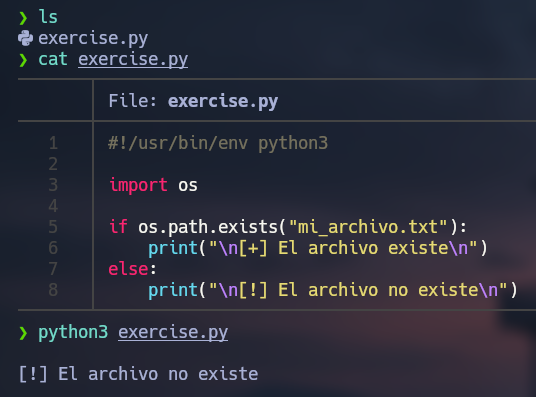 ❯ ls
exercise.py
❯ cat exercise.py
File: exercise.py
1 #!/usr/bin/env python3
2
3 import os
4
5 if os.path.exists("mi_archivo.txt"):
6     print("\n[+] El archivo existe\n")
7 else:
8     print("\n[!] El archivo no existe\n")
❯ python3 exercise.py
[!] El archivo no existe